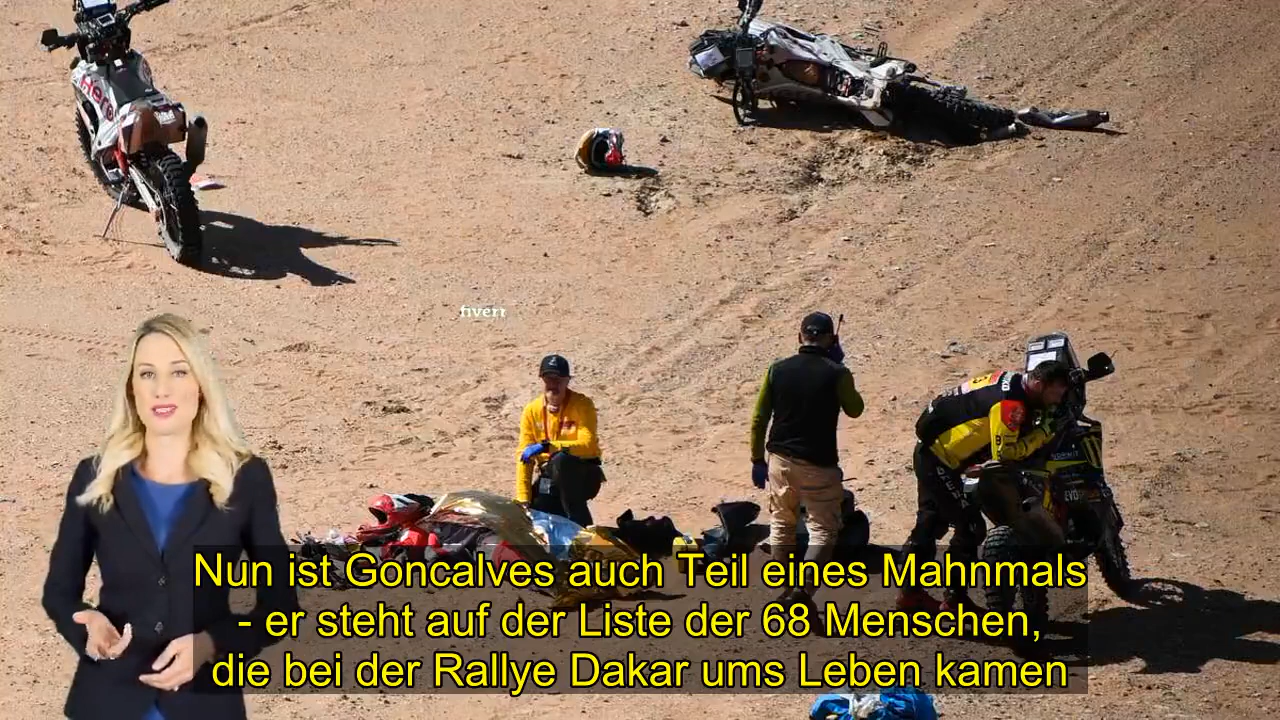 Hero
fiverr
Nun ist Goncalves auch Teil eines Mahnmals
- er steht auf der Liste der 68 Menschen,
die bei der Rallye Dakar ums Leben kamen